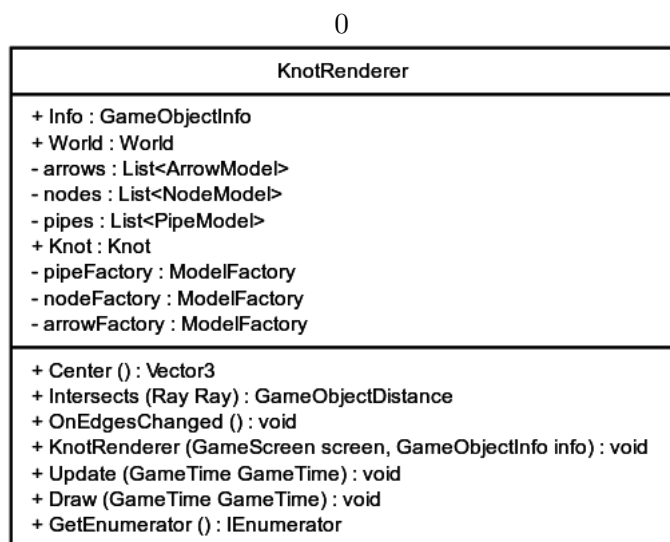 0
KnotRenderer
+ Info : GameObjectInfo
+ World : World
- arrows : List<ArrowModel>
- nodes : List<NodeModel>
- pipes : List<PipeModel>
+ Knot : Knot
- pipeFactory : ModelFactory
- nodeFactory : ModelFactory
- arrowFactory : ModelFactory
+ Center () : Vector3
+ Intersects (Ray Ray) : GameObjectDistance
+ OnEdgesChanged () : void
+ KnotRenderer (GameScreen screen, GameObjectInfo info) : void
+ Update (GameTime GameTime) : void
+ Draw (GameTime GameTime) : void
+ GetEnumerator () : IEnumerator